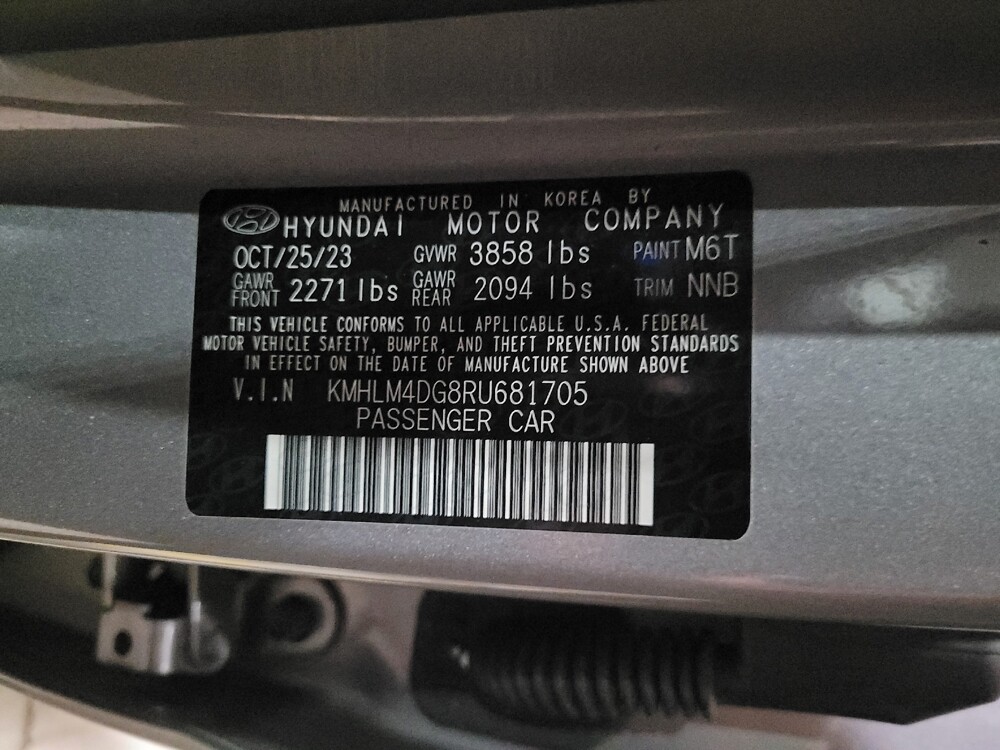 MANUFACTURED IN KOREA BY
HYUNDAI MOTOR COMPANY
OCT/25/23 GVWR 3858 lbs PAINT M6T
GAWR FRONT 2271 lbs GAWR REAR 2094 lbs TRIM NNB
THIS VEHICLE CONFORMS TO ALL APPLICABLE U.S.A. FEDERAL
MOTOR VEHICLE SAFETY, BUMPER, AND THEFT PREVENTION STANDARDS
IN EFFECT ON THE DATE OF MANUFACTURE SHOWN ABOVE
V.I.N KMHLM4DG8RU681705
PASSENGER CAR